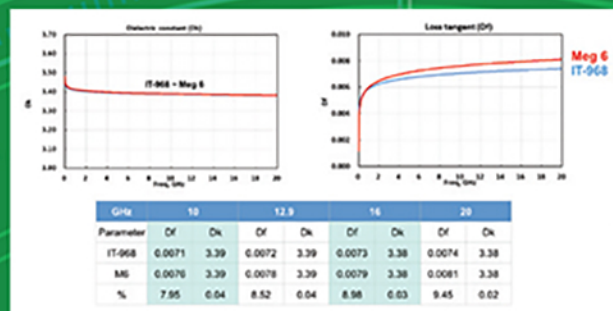 Dielectric constant (Dk)
3.70
3.60
3.50
3.40
3.30
3.20
3.10
3.00
Dk
IT-968 ~ Meg 6
0 2 4 6 8 10 12 14 16 18 20
Freq, GHz
Loss tangent (Df)
0.010
0.008
0.006
0.004
0.002
0.000
Df
0 2 4 6 8 10 12 14 16 18 20
Freq, GHz
Meg 6
IT-968
GHz 10 12.9 16 20
Parameter Df Dk Df Dk Df Dk Df Dk
IT-968 0.0071 3.39 0.0072 3.39 0.0073 3.38 0.0074 3.38
M6 0.0076 3.39 0.0078 3.39 0.0079 3.38 0.0081 3.38
% 7.95 0.04 8.52 0.04 8.98 0.03 9.45 0.02